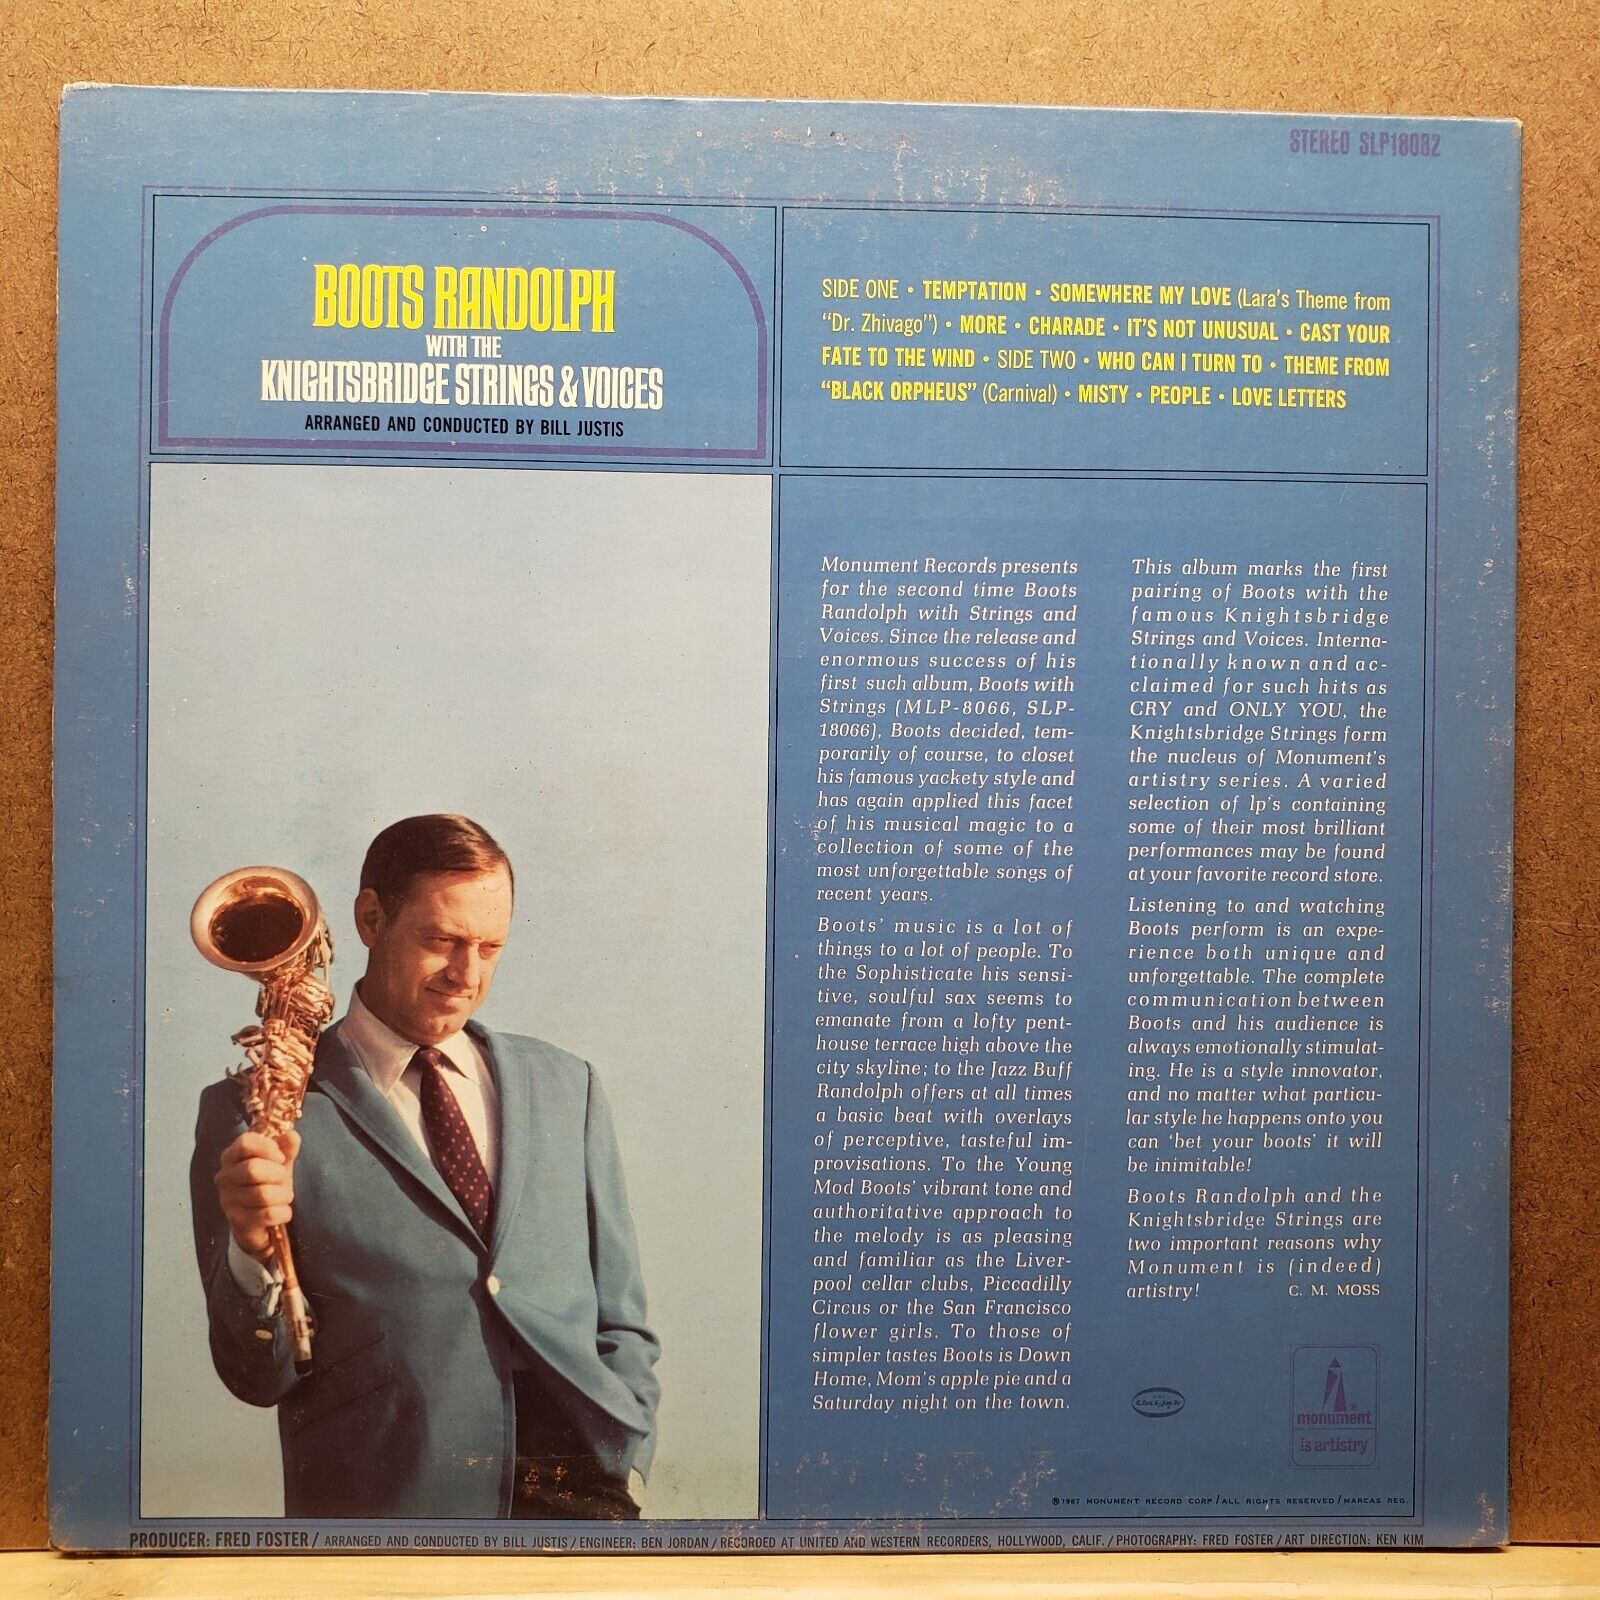 STEREO SLP18082
BOOTS RANDOLPH
WITH THE
KNIGHTSBRIDGE STRINGS & VOICES
ARRANGED AND CONDUCTED BY BILL JUSTIS
SIDE ONE • TEMPTATION • SOMEWHERE MY LOVE (Lara's Theme from
"Dr. Zhivago") • MORE • CHARADE • IT'S NOT UNUSUAL • CAST YOUR
FATE TO THE WIND • SIDE TWO • WHO CAN I TURN TO • THEME FROM
"BLACK ORPHEUS" (Carnival) • MISTY • PEOPLE • LOVE LETTERS
Monument Records presents
for the second time Boots
Randolph with Strings and
Voices. Since the release and
enormous success of his
first such album, Boots with
Strings (MLP-8066, SLP-
18066), Boots decided, tem-
porarily of course, to closet
his famous yackety style and
has again applied this facet
of his musical magic to a
collection of some of the
most unforgettable songs of
recent years.
Boots' music is a lot of
things to a lot of people. To
the Sophisticate his sensi-
tive, soulful sax seems to
emanate from a lofty pent-
house terrace high above the
city skyline; to the Jazz Buff
Randolph offers at all times
a basic beat with overlays
of perceptive, tasteful im-
provisations. To the Young
Mod Boots' vibrant tone and
authoritative approach to
the melody is as pleasing
and familiar as the Liver-
pool cellar clubs, Piccadilly
Circus or the San Francisco
flower girls. To those of
simpler tastes Boots is Down
Home, Mom's apple pie and a
Saturday night on the town.
This album marks the first
pairing of Boots with the
famous Knightsbridge
Strings and Voices. Interna-
tionally known and ac-
claimed for such hits as
CRY and ONLY YOU, the
Knightsbridge Strings form
the nucleus of Monument's
artistry series. A varied
selection of lp's containing
some of their most brilliant
performances may be found
at your favorite record store.
Listening to and watching
Boots perform is an expe-
rience both unique and
unforgettable. The complete
communication between
Boots and his audience is
always emotionally stimulat-
ing. He is a style innovator,
and no matter what particu-
lar style he happens onto you
can 'bet your boots' it will
be inimitable!
Boots Randolph and the
Knightsbridge Strings are
two important reasons why
Monument is (indeed)
artistry! C. M. MOSS
monument
is artistry
℗ 1967 MONUMENT RECORD CORP / ALL RIGHTS RESERVED / MARCAS REG.
PRODUCER: FRED FOSTER / ARRANGED AND CONDUCTED BY BILL JUSTIS / ENGINEER: BEN JORDAN / RECORDED AT UNITED AND WESTERN RECORDERS, HOLLYWOOD, CALIF. / PHOTOGRAPHY: FRED FOSTER / ART DIRECTION: KEN KIM